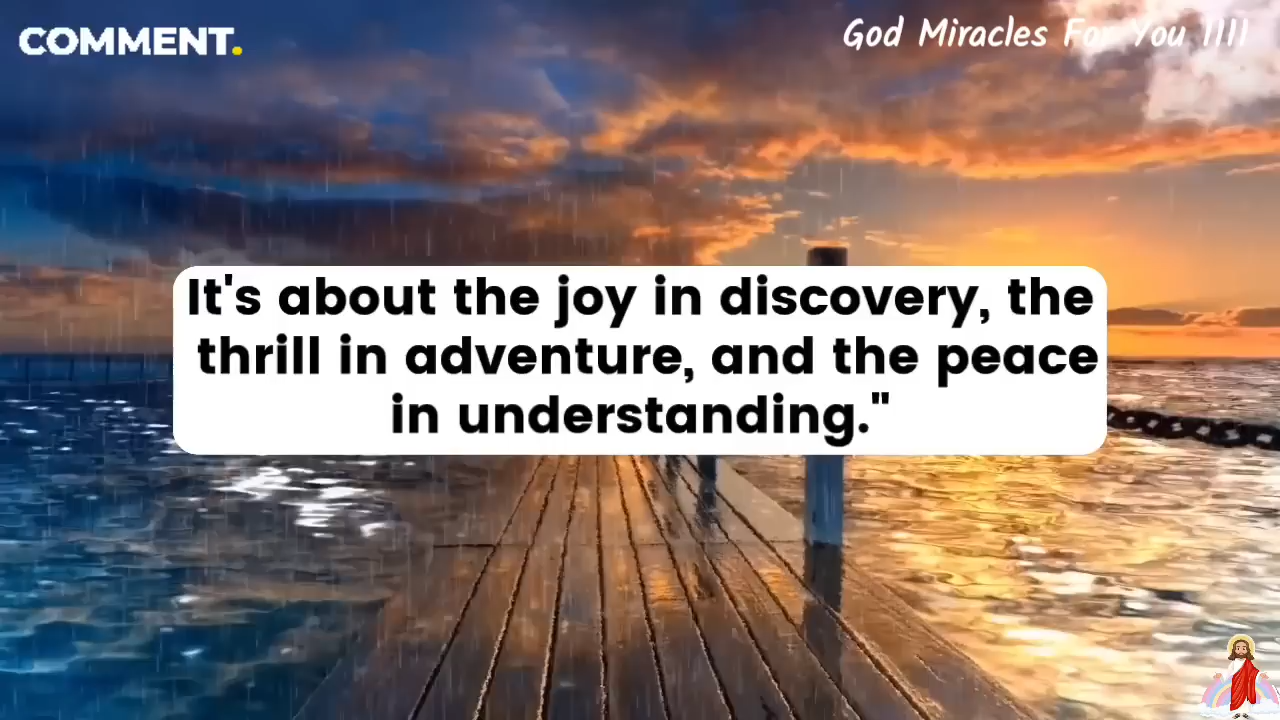 COMMENT.
God Miracles For You 1111
It's about the joy in discovery, the
thrill in adventure, and the peace
in understanding."